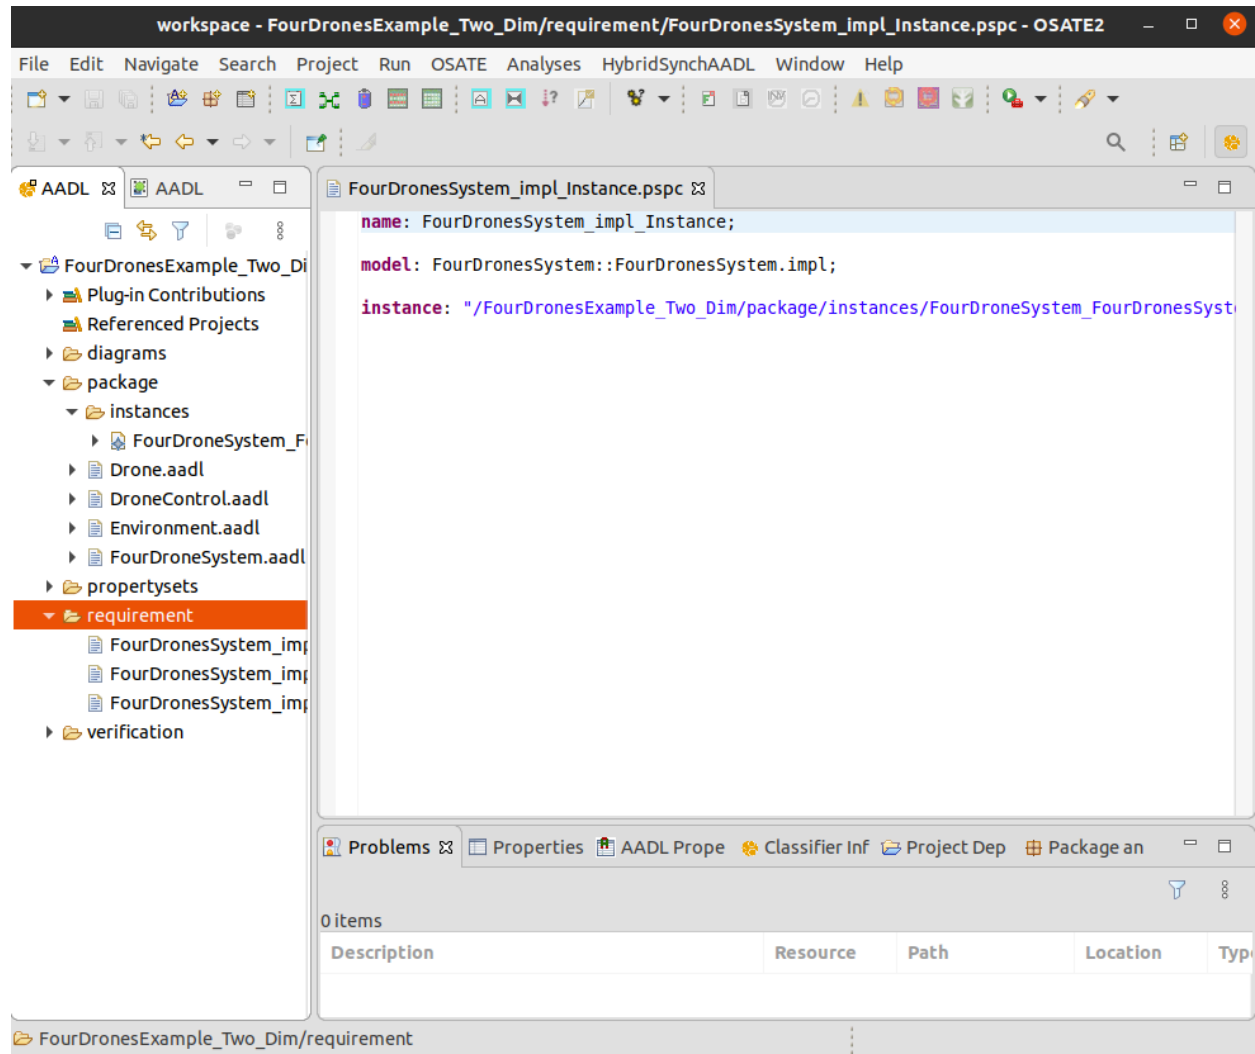 workspace - FourDronesExample_Two_Dim/requirement/FourDronesSystem_impl_Instance.pspc - OSATE2
File Edit Navigate Search Project Run OSATE Analyses HybridSynchAADL Window Help
AADL AADL
FourDronesExample_Two_Di
Plug-in Contributions
Referenced Projects
diagrams
package
instances
FourDroneSystem_F
Drone.aadl
DroneControl.aadl
Environment.aadl
FourDroneSystem.aadl
propertysets
requirement
FourDronesSystem_imp
FourDronesSystem_imp
FourDronesSystem_imp
verification
FourDronesSystem_impl_Instance.pspc
name: FourDronesSystem_impl_Instance;
model: FourDronesSystem::FourDronesSystem.impl;
instance: "/FourDronesExample_Two_Dim/package/instances/FourDroneSystem_FourDronesSyst
Problems Properties AADL Prope Classifier Inf Project Dep Package an
0 items
Description Resource Path Location Typ
FourDronesExample_Two_Dim/requirement